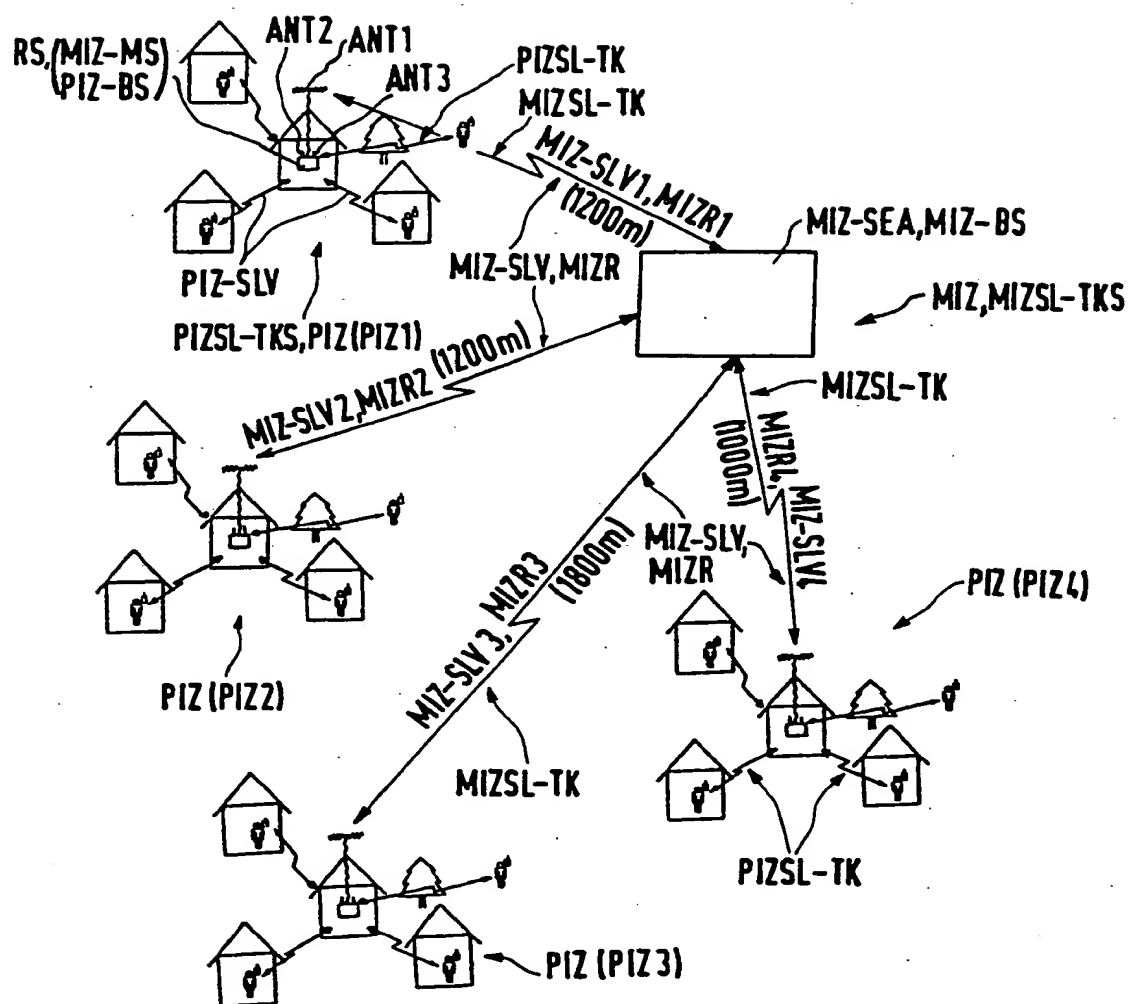 ANT2
ANT1
RS, (MIZ-MS)
PIZ-BS)
PIZSL-TK
ANT3
MIZSL-TK
MIZ-SLV1, MIZR1
(1200m)
MIZ-SEA, MIZ-BS
PIZ-SLV
MIZ-SLV, MIZR
MIZ, MIZSL-TKS
PIZSL-TKS, PIZ (PIZ1)
MIZ-SLV2, MIZR2 (1200m)
MIZSL-TK
MIZR4, MIZ-SLV4
(1000m)
MIZ-SLV,
MIZR
MIZ-SLV3, MIZR3
(1800m)
PIZ (PIZ4)
PIZ (PIZ2)
MIZSL-TK
PIZSL-TK
PIZ (PIZ3)